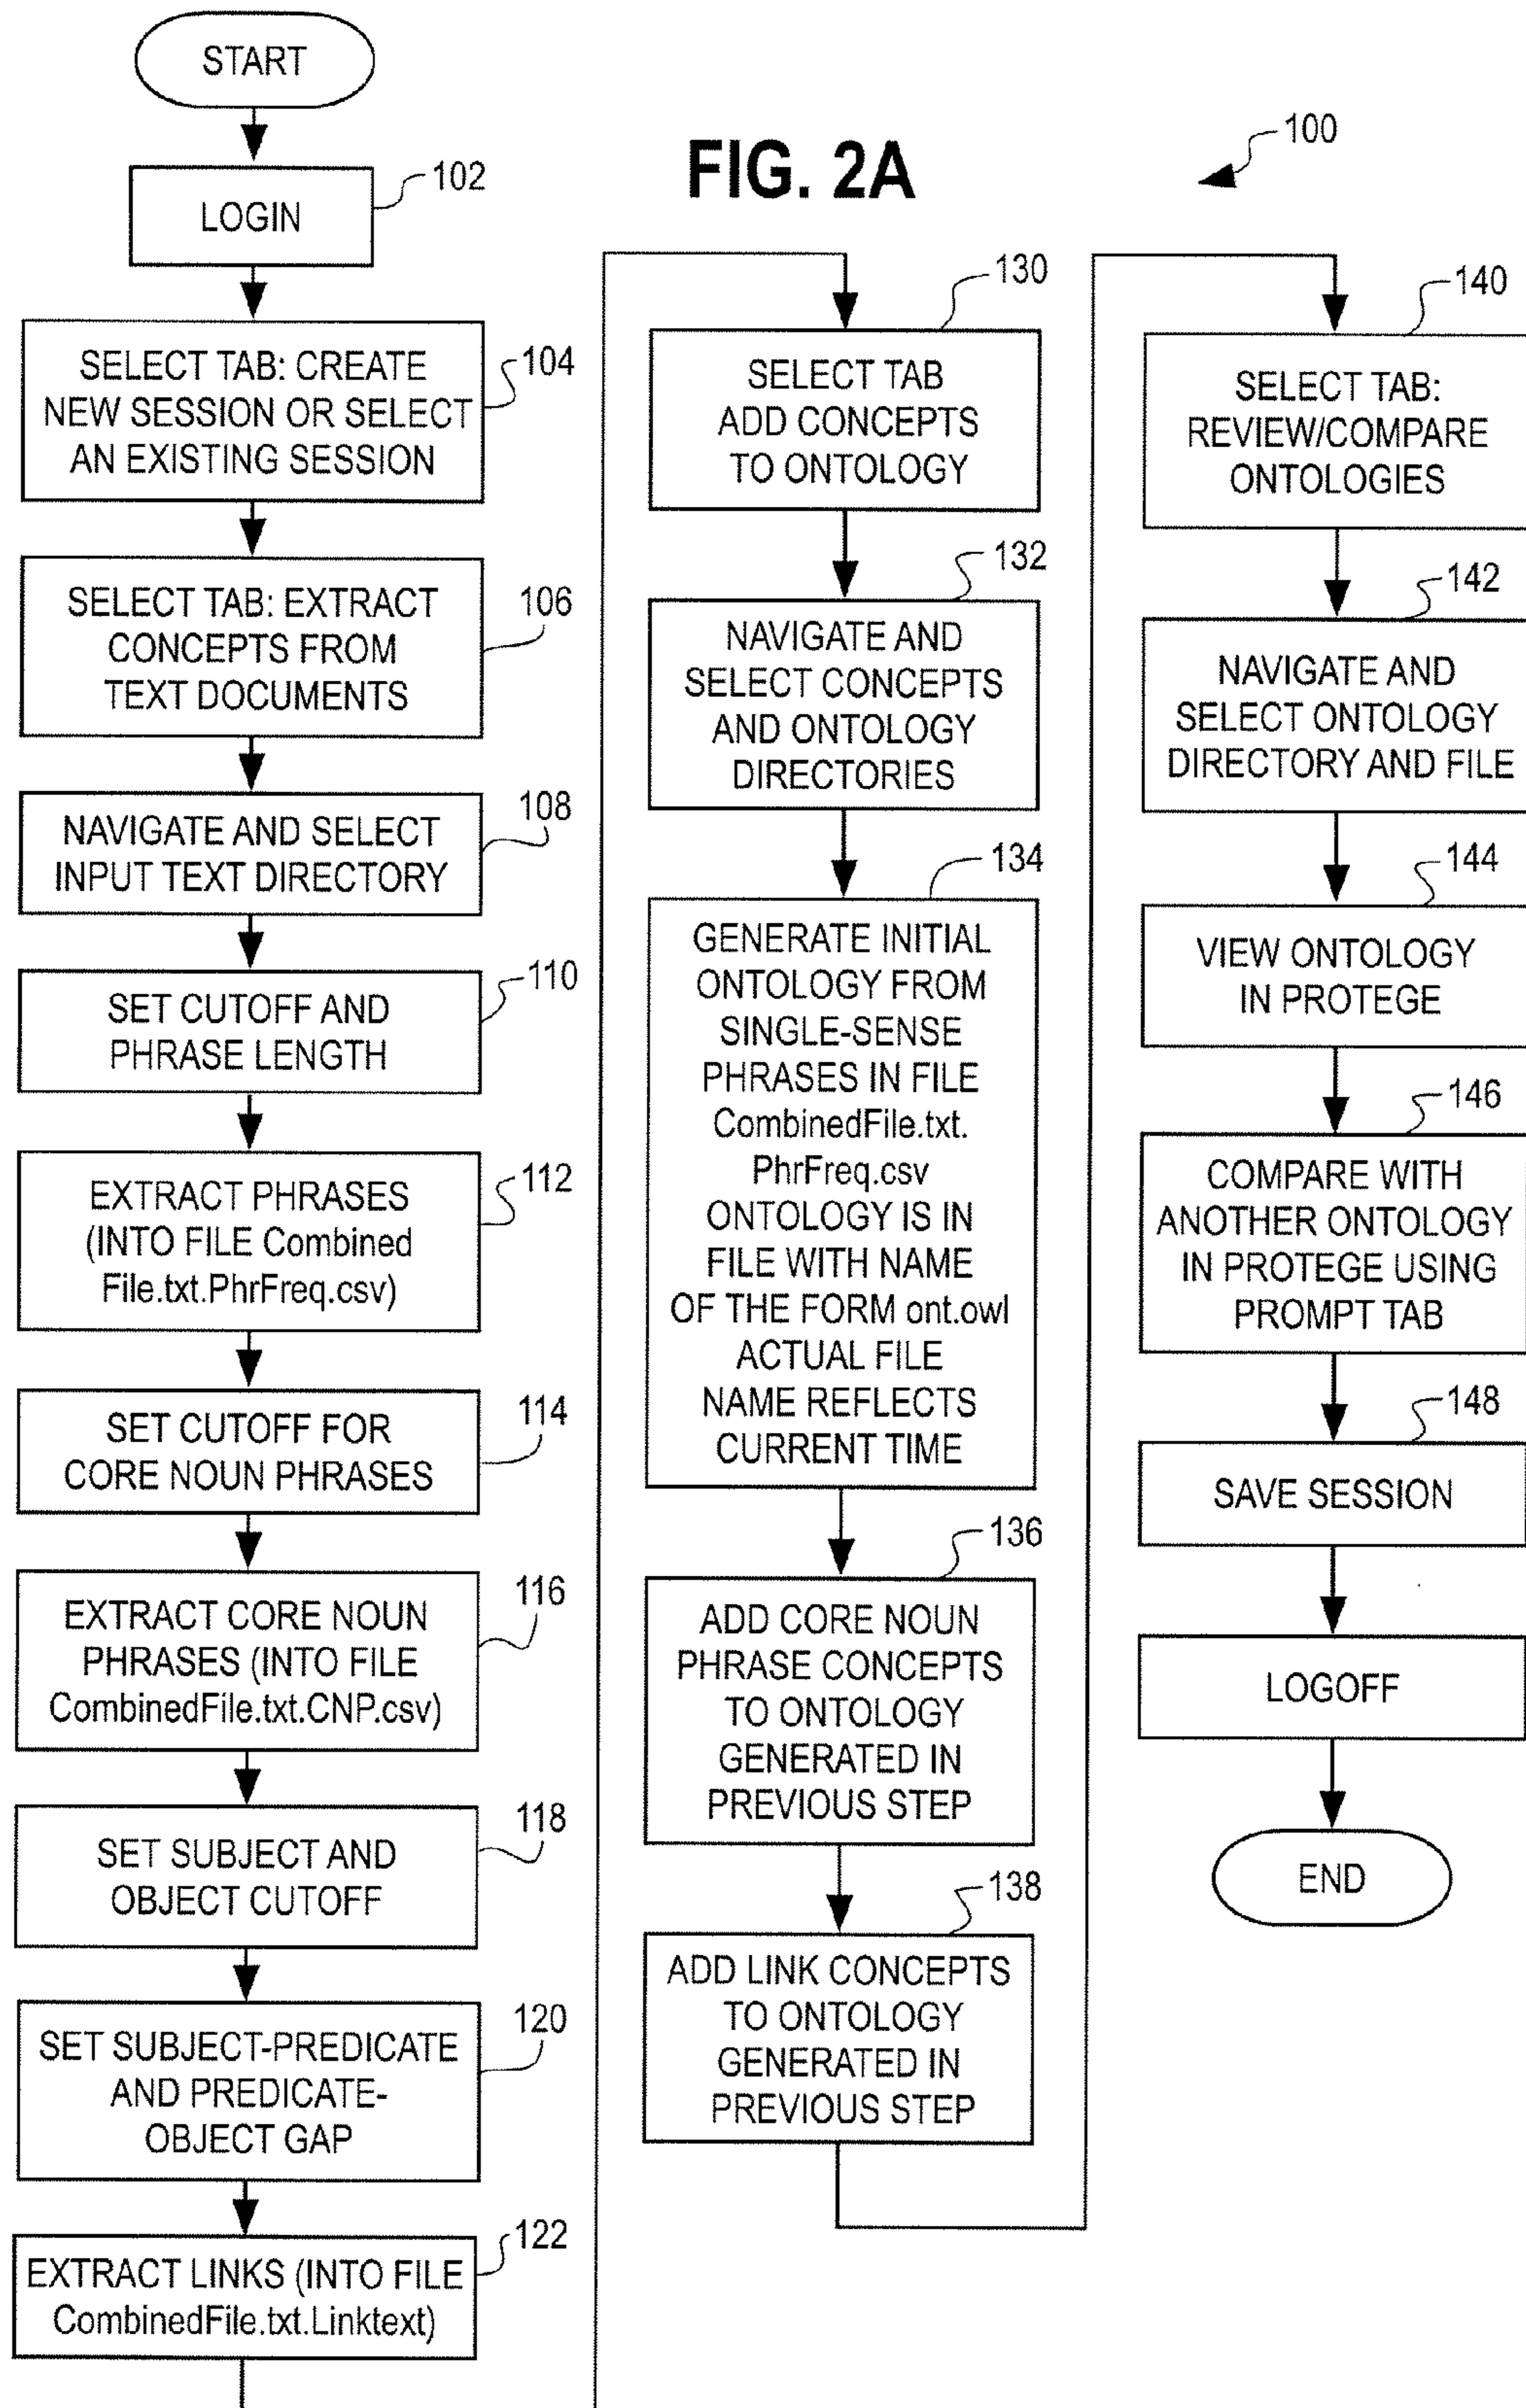 START
FIG. 2A
100
LOGIN
102
SELECT TAB: CREATE
NEW SESSION OR SELECT
AN EXISTING SESSION
104
SELECT TAB: EXTRACT
CONCEPTS FROM
TEXT DOCUMENTS
106
NAVIGATE AND SELECT
INPUT TEXT DIRECTORY
108
SET CUTOFF AND
PHRASE LENGTH
110
EXTRACT PHRASES
(INTO FILE Combined
File.txt.PhrFreq.csv)
112
SET CUTOFF FOR
CORE NOUN PHRASES
114
EXTRACT CORE NOUN
PHRASES (INTO FILE
CombinedFile.txt.CNP.csv)
116
SET SUBJECT AND
OBJECT CUTOFF
118
SET SUBJECT-PREDICATE
AND PREDICATE-
OBJECT GAP
120
EXTRACT LINKS (INTO FILE
CombinedFile.txt.Linktext)
122
130
SELECT TAB
ADD CONCEPTS
TO ONTOLOGY
132
NAVIGATE AND
SELECT CONCEPTS
AND ONTOLOGY
DIRECTORIES
134
GENERATE INITIAL
ONTOLOGY FROM
SINGLE-SENSE
PHRASES IN FILE
CombinedFile.txt.
PhrFreq.csv
ONTOLOGY IS IN
FILE WITH NAME
OF THE FORM ont.owl
ACTUAL FILE
NAME REFLECTS
CURRENT TIME
136
ADD CORE NOUN
PHRASE CONCEPTS
TO ONTOLOGY
GENERATED IN
PREVIOUS STEP
138
ADD LINK CONCEPTS
TO ONTOLOGY
GENERATED IN
PREVIOUS STEP
140
SELECT TAB:
REVIEW/COMPARE
ONTOLOGIES
142
NAVIGATE AND
SELECT ONTOLOGY
DIRECTORY AND FILE
144
VIEW ONTOLOGY
IN PROTEGE
146
COMPARE WITH
ANOTHER ONTOLOGY
IN PROTEGE USING
PROMPT TAB
148
SAVE SESSION
LOGOFF
END